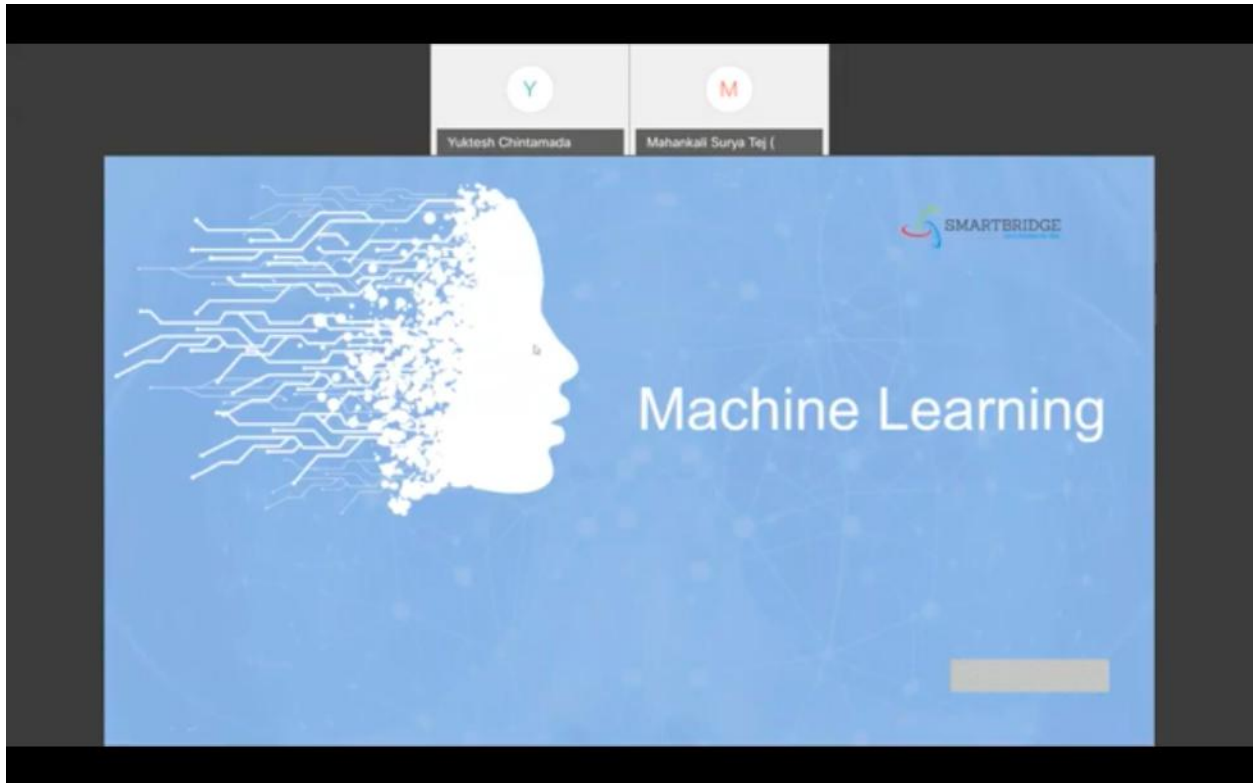 Y
M
Yuktesh Chintamada
Mahankali Surya Tej (
SMARTBRIDGE
Machine Learning